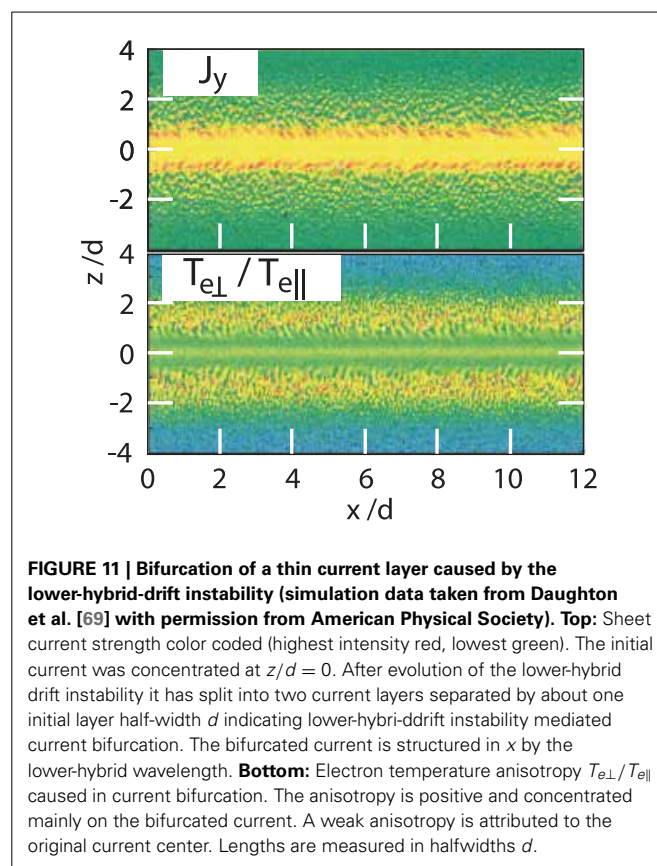 J_y
4
2
0
-2
T_e⊥ / T_e||
4
2
0
-2
-4
z/d
0 2 4 6 8 10 12
x/d
FIGURE 11 | Bifurcation of a thin current layer caused by the
lower-hybrid-drift instability (simulation data taken from Daughton
et al. [69] with permission from American Physical Society). Top: Sheet
current strength color coded (highest intensity red, lowest green). The initial
current was concentrated at z/d = 0. After evolution of the lower-hybrid
drift instability it has split into two current layers separated by about one
initial layer half-width d indicating lower-hybri-ddrift instability mediated
current bifurcation. The bifurcated current is structured in x by the
lower-hybrid wavelength. Bottom: Electron temperature anisotropy T_e⊥/T_e||
caused in current bifurcation. The anisotropy is positive and concentrated
mainly on the bifurcated current. A weak anisotropy is attributed to the
original current center. Lengths are measured in halfwidths d.